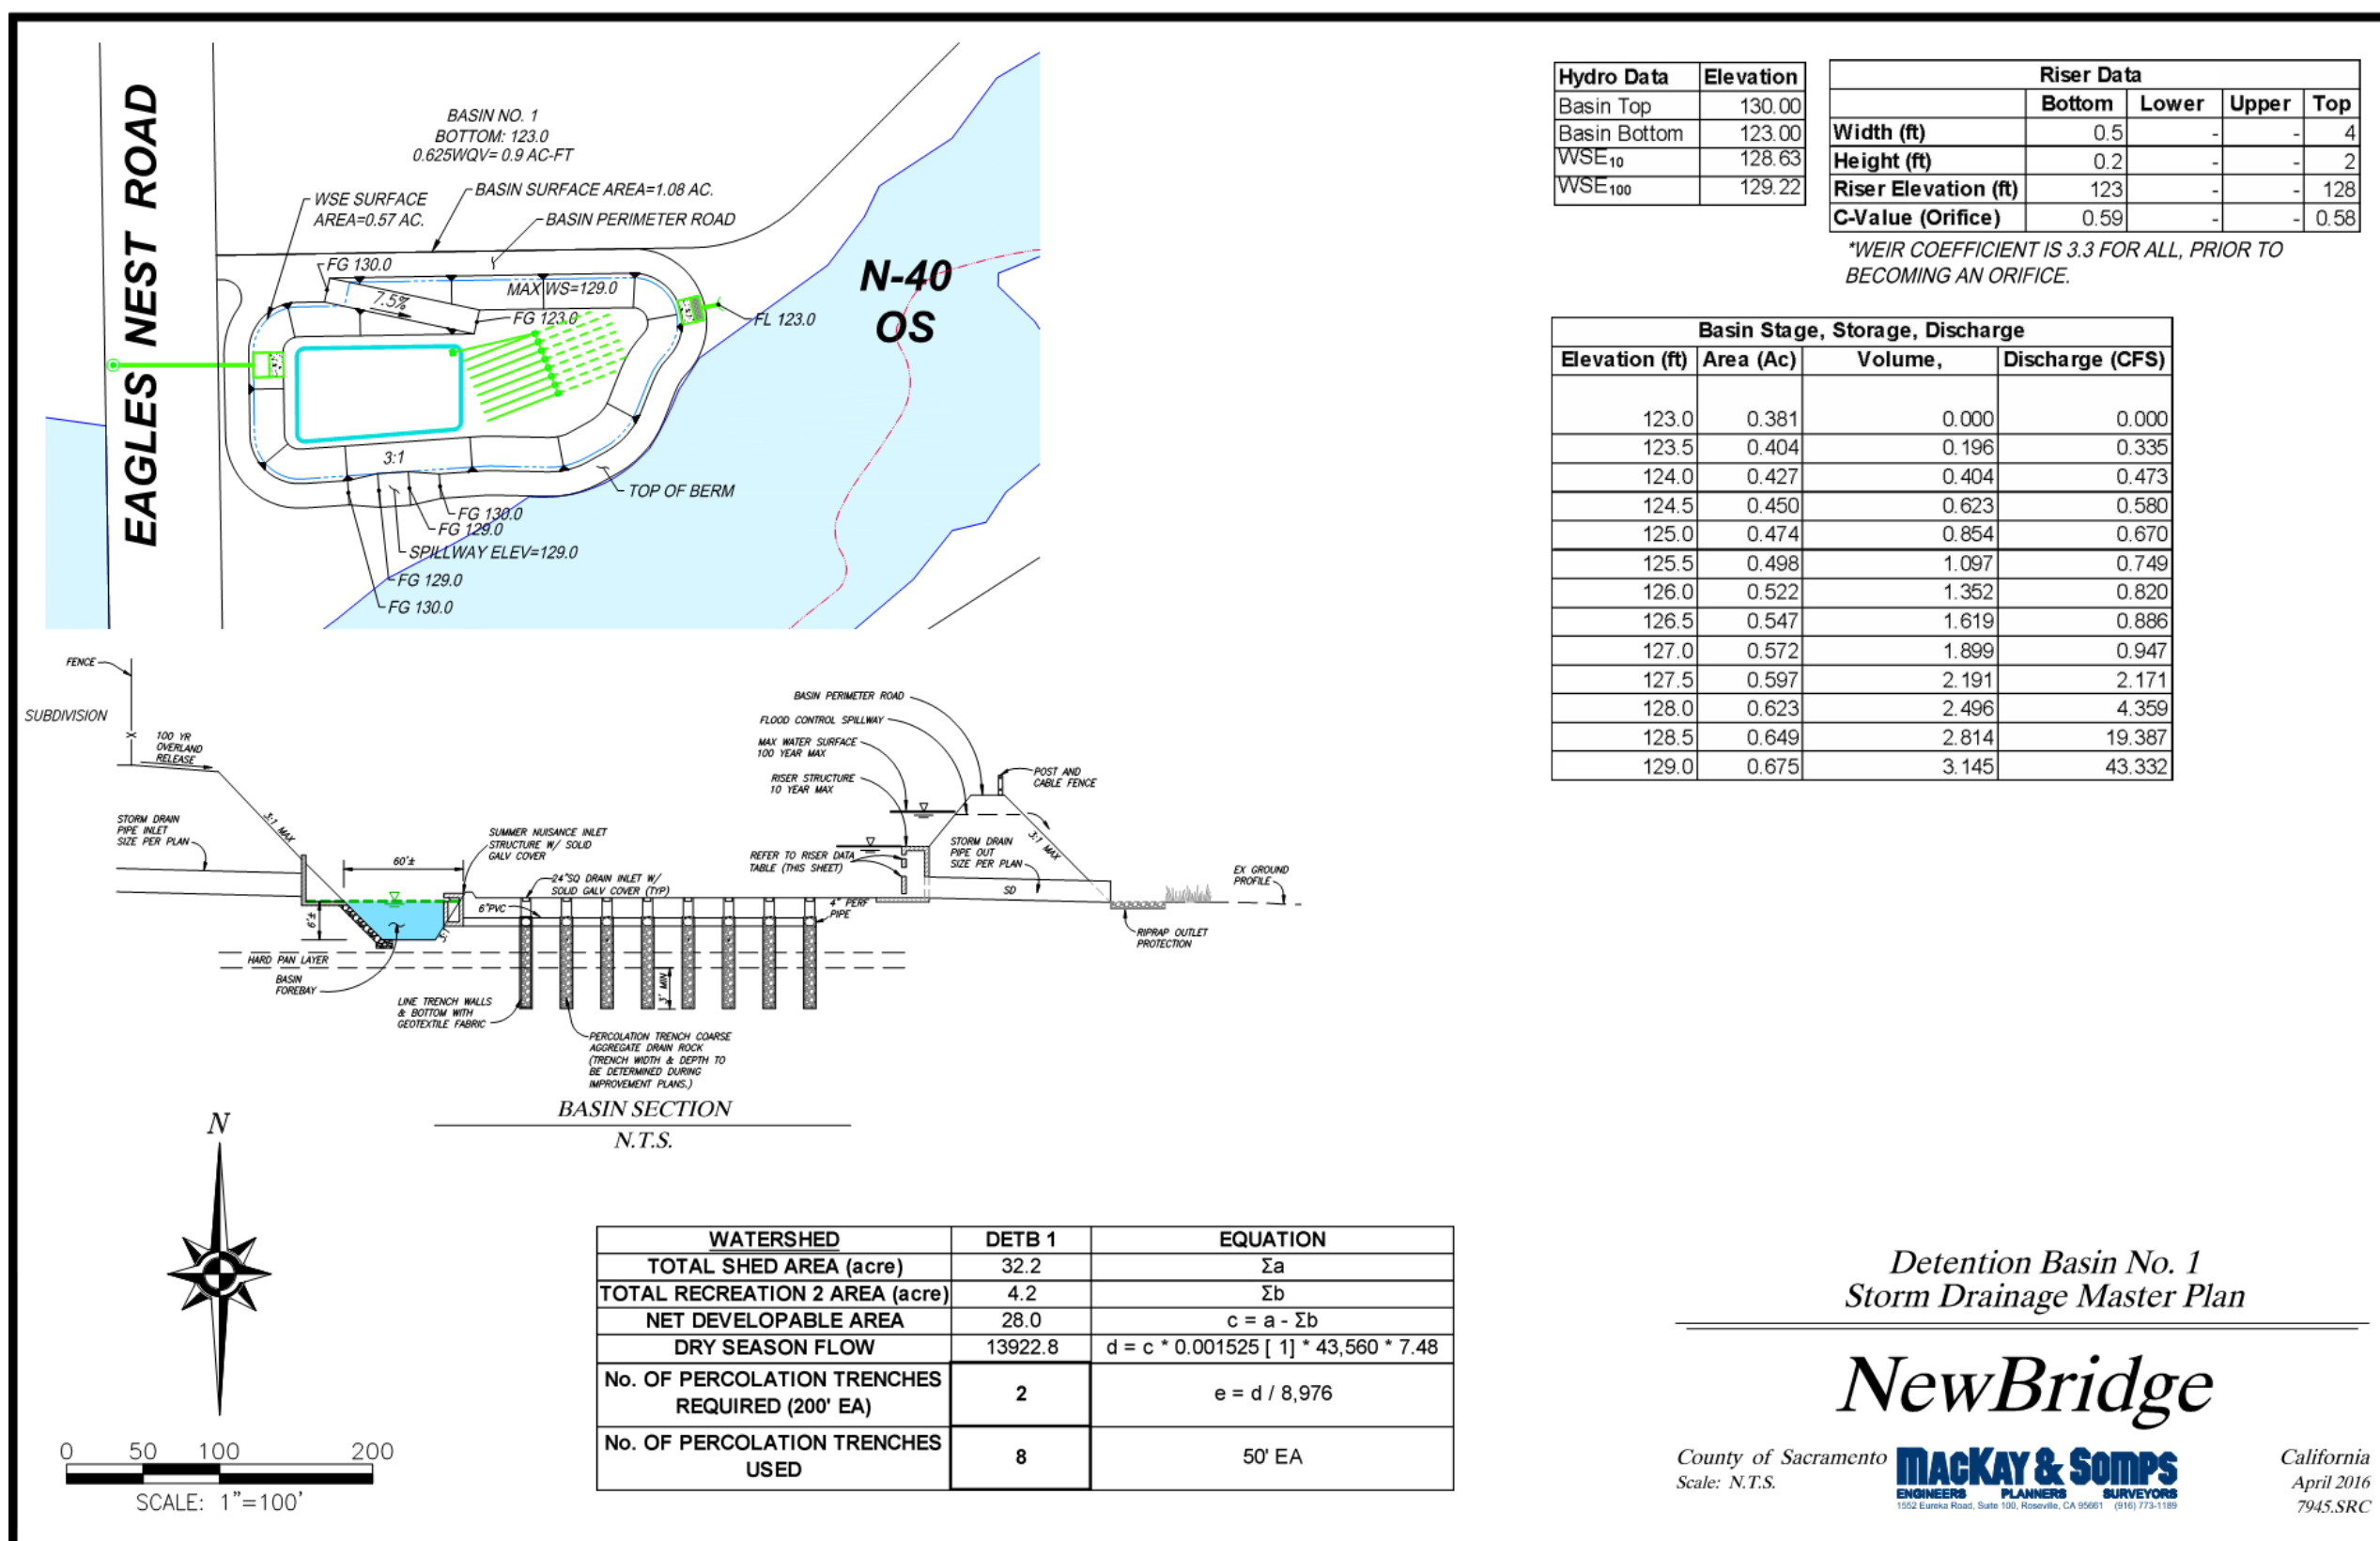 EAGLES NEST ROAD
BASIN NO. 1
BOTTOM: 123.0
0.625WQV= 0.9 AC-FT
WSE SURFACE
AREA=0.57 AC.
BASIN SURFACE AREA=1.08 AC.
BASIN PERIMETER ROAD
FG 130.0
7.5%
MAX WS=129.0
FG 123.0
FL 123.0
N-40
OS
3:1
TOP OF BERM
FG 130.0
FG 129.0
SPILLWAY ELEV=129.0
FG 129.0
FG 130.0
Hydro Data Elevation
Basin Top 130.00
Basin Bottom 123.00
WSE₁₀ 128.63
WSE₁₀₀ 129.22
Riser Data
Bottom Lower Upper Top
Width (ft) 0.5 - - 4
Height (ft) 0.2 - - 2
Riser Elevation (ft) 123 - - 128
C-Value (Orifice) 0.59 - - 0.58
*WEIR COEFFICIENT IS 3.3 FOR ALL, PRIOR TO
BECOMING AN ORIFICE.
Basin Stage, Storage, Discharge
Elevation (ft) Area (Ac) Volume, Discharge (CFS)
123.0 0.381 0.000 0.000
123.5 0.404 0.196 0.335
124.0 0.427 0.404 0.473
124.5 0.450 0.623 0.580
125.0 0.474 0.854 0.670
125.5 0.498 1.097 0.749
126.0 0.522 1.352 0.820
126.5 0.547 1.619 0.886
127.0 0.572 1.899 0.947
127.5 0.597 2.191 2.171
128.0 0.623 2.496 4.359
128.5 0.649 2.814 19.387
129.0 0.675 3.145 43.332
FENCE
SUBDIVISION
100 YR
OVERLAND
RELEASE
3:1 MAX
STORM DRAIN
PIPE INLET
SIZE PER PLAN
60'±
6'±
3:1
SUMMER NUISANCE INLET
STRUCTURE W/ SOLID
GALV COVER
24"SQ DRAIN INLET W/
SOLID GALV COVER (TYP)
6"PVC
4" PERF
PIPE
HARD PAN LAYER
BASIN
FOREBAY
LINE TRENCH WALLS
& BOTTOM WITH
GEOTEXTILE FABRIC
3' MIN
PERCOLATION TRENCH COARSE
AGGREGATE DRAIN ROCK
(TRENCH WIDTH & DEPTH TO
BE DETERMINED DURING
IMPROVEMENT PLANS.)
BASIN PERIMETER ROAD
FLOOD CONTROL SPILLWAY
MAX WATER SURFACE
100 YEAR MAX
RISER STRUCTURE
10 YEAR MAX
REFER TO RISER DATA
TABLE (THIS SHEET)
POST AND
CABLE FENCE
3:1 MAX
STORM DRAIN
PIPE OUT
SIZE PER PLAN
SD
EX GROUND
PROFILE
RIPRAP OUTLET
PROTECTION
BASIN SECTION
N.T.S.
N
0 50 100 200
SCALE: 1"=100'
WATERSHED DETB 1 EQUATION
TOTAL SHED AREA (acre) 32.2 Σa
TOTAL RECREATION 2 AREA (acre) 4.2 Σb
NET DEVELOPABLE AREA 28.0 c = a - Σb
DRY SEASON FLOW 13922.8 d = c * 0.001525 [ 1] * 43,560 * 7.48
No. OF PERCOLATION TRENCHES
REQUIRED (200' EA) 2 e = d / 8,976
No. OF PERCOLATION TRENCHES
USED 8 50' EA
Detention Basin No. 1
Storm Drainage Master Plan
NewBridge
County of Sacramento
Scale: N.T.S.
MACKAY & SOMPS
ENGINEERS PLANNERS SURVEYORS
1552 Eureka Road, Suite 100, Roseville, CA 95661 (916) 773-1189
California
April 2016
7945.SRC